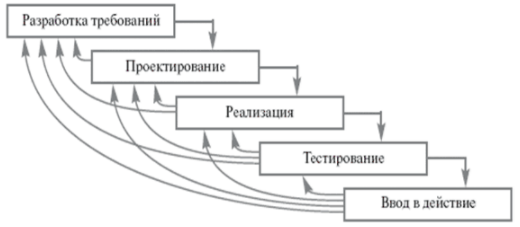 Разработка требований
Проектирование
Реализация
Тестирование
Ввод в действие